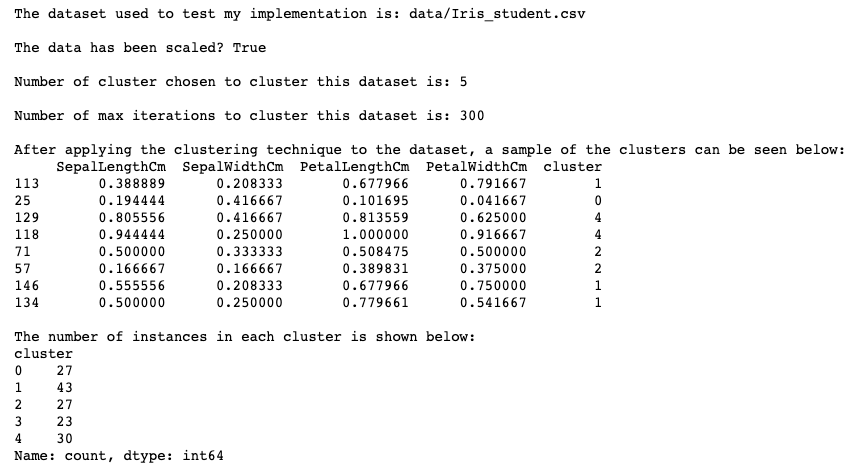 The dataset used to test my implementation is: data/Iris_student.csv
The data has been scaled? True
Number of cluster chosen to cluster this dataset is: 5
Number of max iterations to cluster this dataset is: 300
After applying the clustering technique to the dataset, a sample of the clusters can be seen below:
SepalLengthCm SepalWidthCm PetalLengthCm PetalWidthCm cluster
113 0.388889 0.208333 0.677966 0.791667 1
25 0.194444 0.416667 0.101695 0.041667 0
129 0.805556 0.416667 0.813559 0.625000 4
118 0.944444 0.250000 1.000000 0.916667 4
71 0.500000 0.333333 0.508475 0.500000 2
57 0.166667 0.166667 0.389831 0.375000 2
146 0.555556 0.208333 0.677966 0.750000 1
134 0.500000 0.250000 0.779661 0.541667 1
The number of instances in each cluster is shown below:
cluster
0 27
1 43
2 27
3 23
4 30
Name: count, dtype: int64